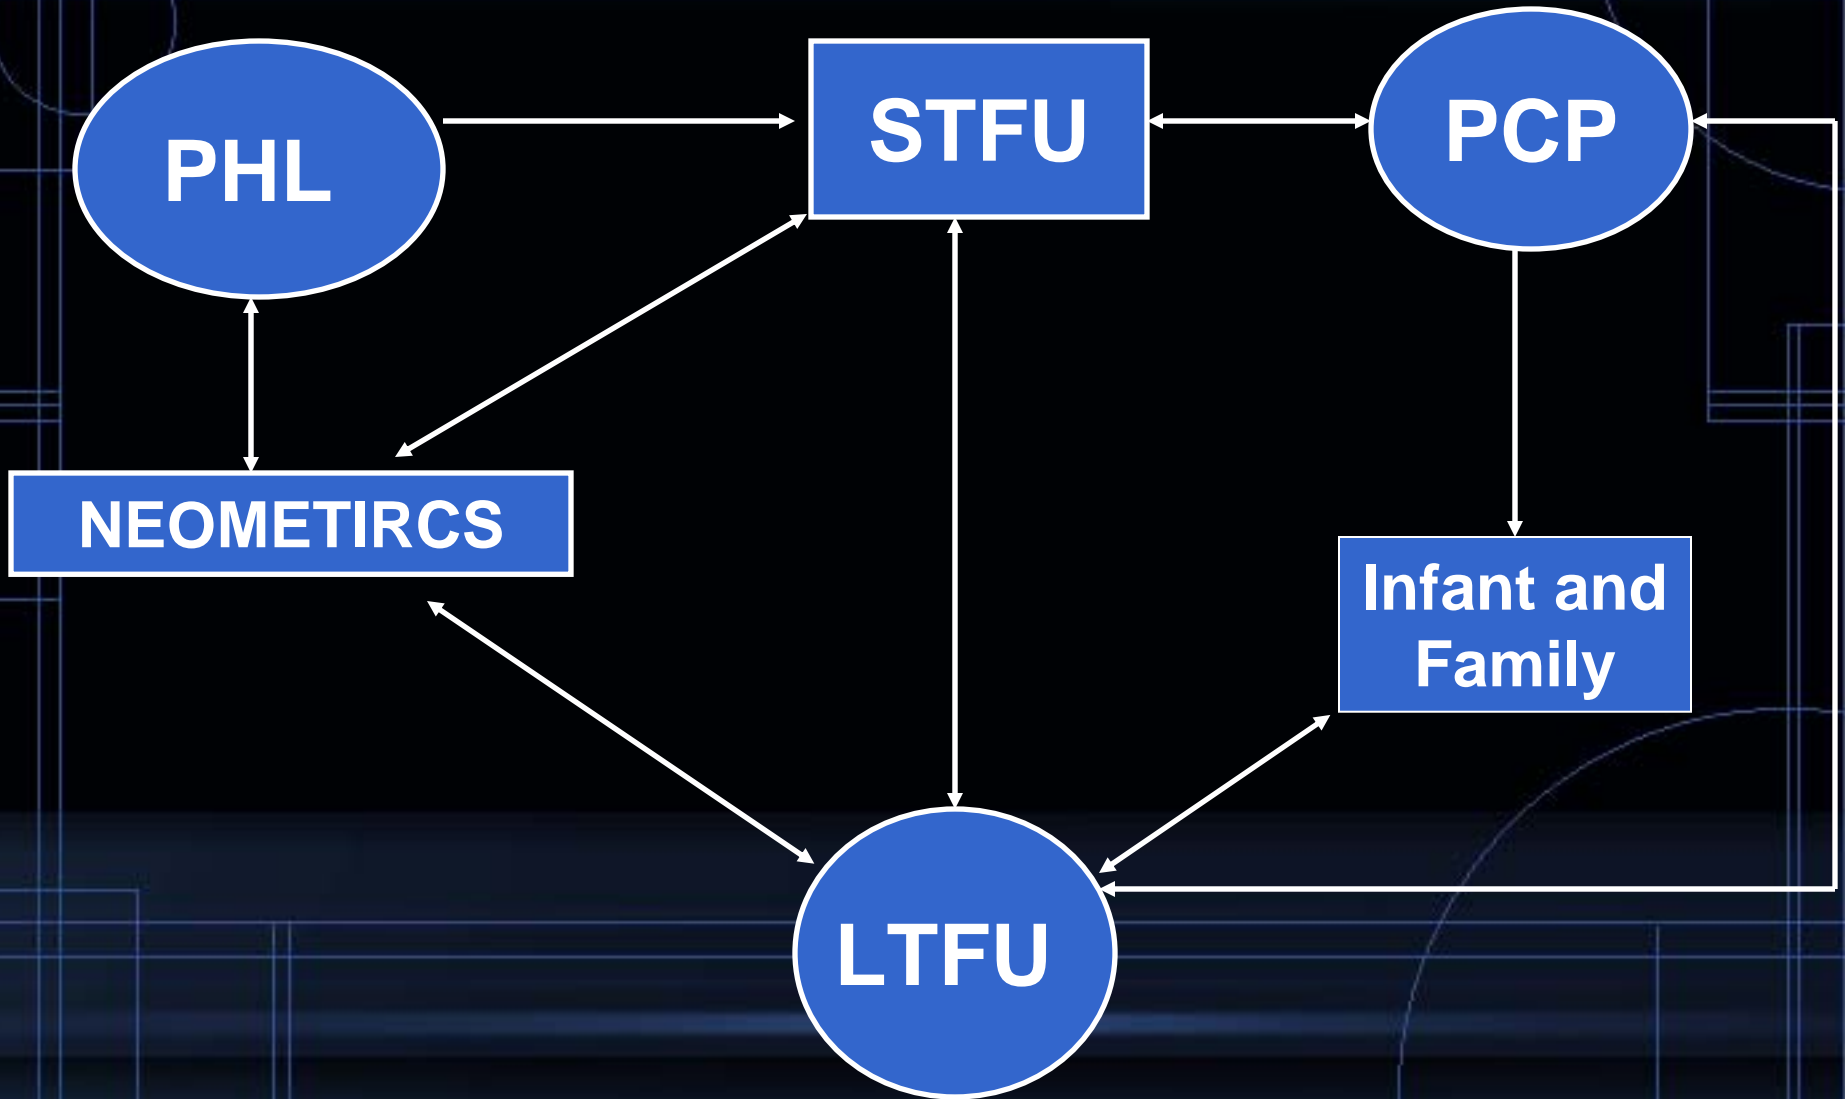 PHL
STFU
PCP
NEOMETIRCS
Infant and
Family
LTFU